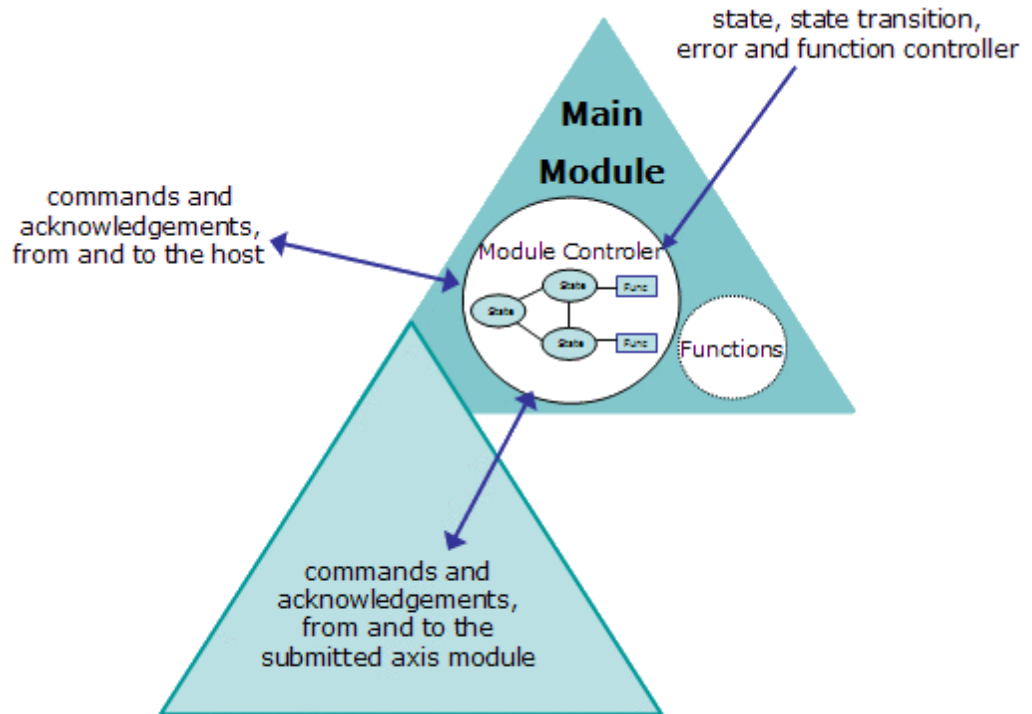 state, state transition,
error and function controller
Main
Module
commands and
acknowledgements,
from and to the host
Module Controler
State
Func
State
State
Func
Functions
commands and
acknowledgements,
from and to the
submitted axis module